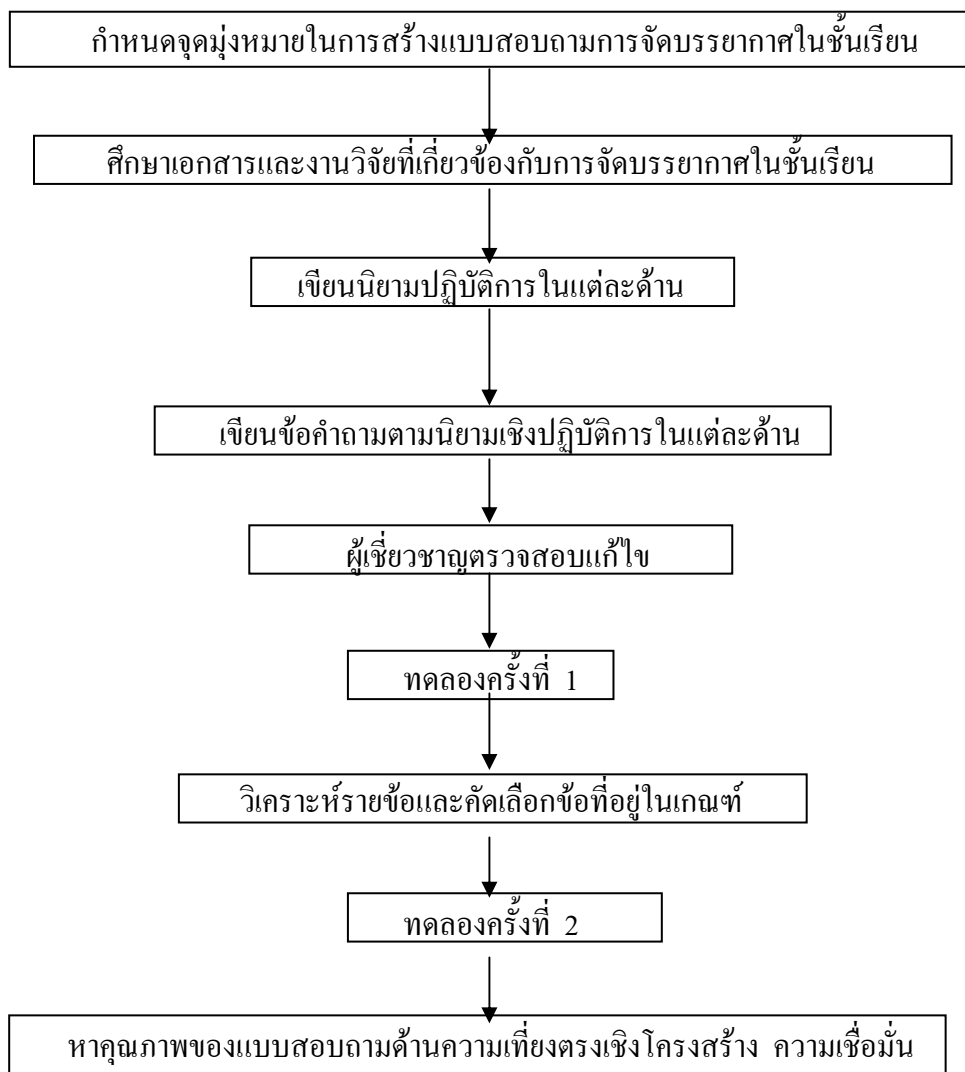 กำหนดจุดมุ่งหมายในการสร้างแบบสอบถามการจัดบรรยากาศในชั้นเรียน
ศึกษาเอกสารและงานวิจัยที่เกี่ยวข้องกับการจัดบรรยากาศในชั้นเรียน
เขียนนิยามปฏิบัติการในแต่ละด้าน
เขียนข้อคำถามตามนิยามเชิงปฏิบัติการในแต่ละด้าน
ผู้เชี่ยวชาญตรวจสอบแก้ไข
ทดลองครั้งที่ 1
วิเคราะห์รายข้อและคัดเลือกข้อที่อยู่ในเกณฑ์
ทดลองครั้งที่ 2
หาคุณภาพของแบบสอบถามด้านความเที่ยงตรงเชิงโครงสร้าง ความเชื่อมั่น